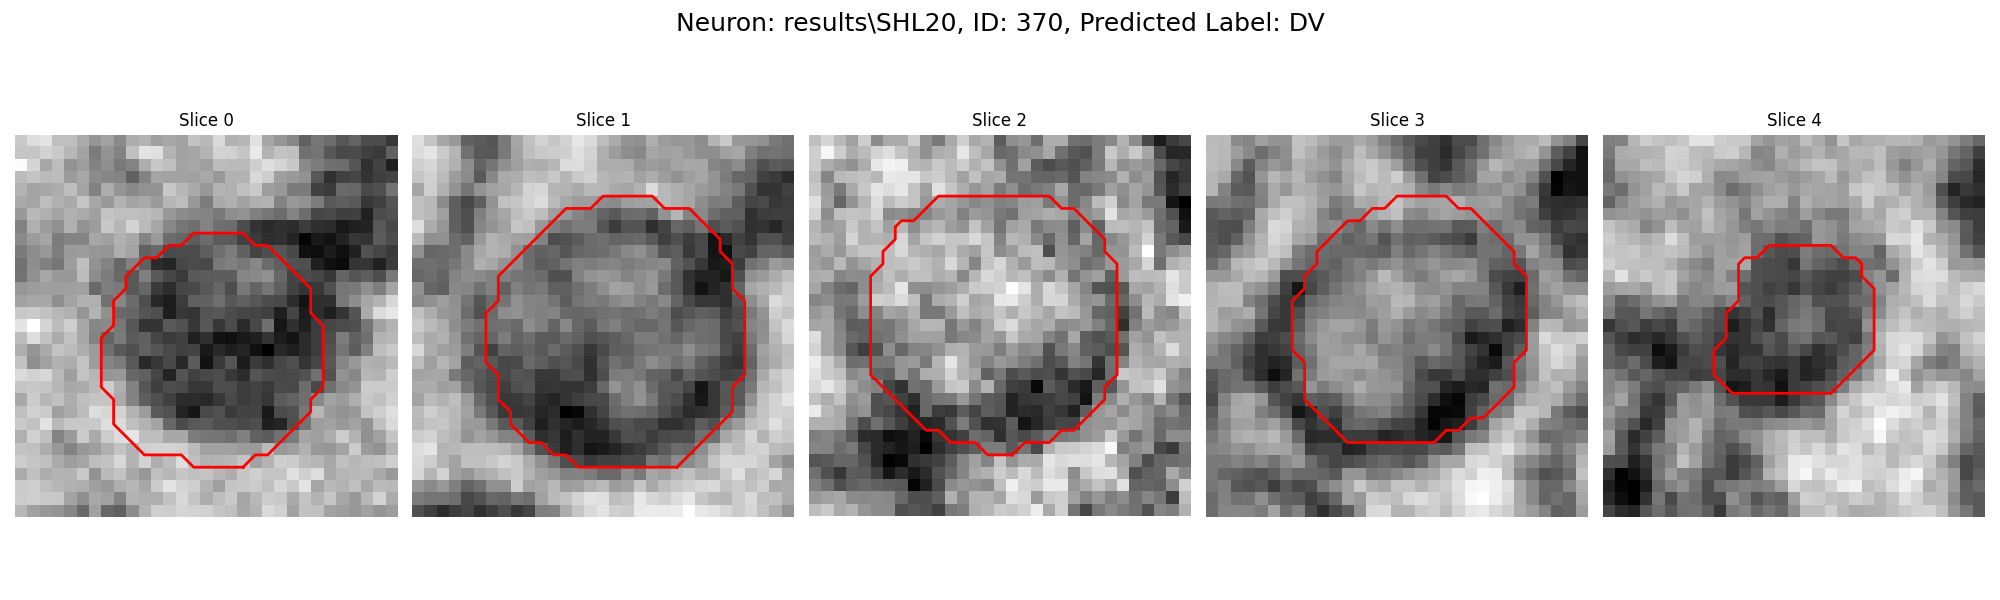 Neuron: results\SHL20, ID: 370, Predicted Label: DV
Slice 0
Slice 1
Slice 2
Slice 3
Slice 4